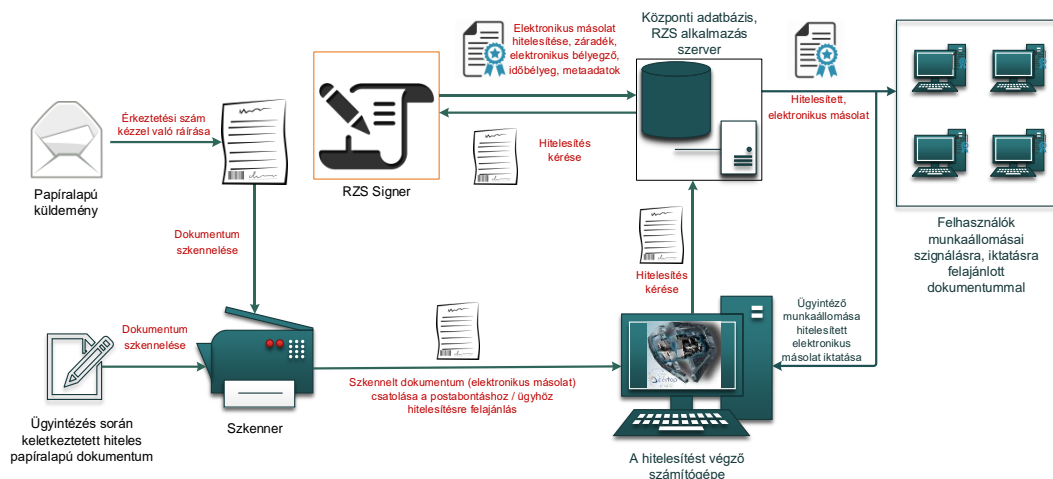 Elektronikus másolat
hitelesítése, záradék,
elektronikus bélyegző,
időbélyeg, metaadatok
Központi adatbázis,
RZS alkalmazás
szerver
Érkeztetési szám
kézzel való ráírása
Hitelesített,
elektronikus másolat
Hitelesítés
kérése
Papíralapú
küldemény
RZS Signer
Felhasználók
munkaállomásai
szignálásra, iktatásra
felajánlott
dokumentummal
Dokumentum
szkennelése
Hitelesítés
kérése
Ügyintéző
munkaállomása
hitelesített
elektronikus
másolat iktatása
Dokumentum
szkennelése
Szkennelt dokumentum (elektronikus másolat)
csatolása a postabontáshoz / ügyhöz
hitelesítésre felajánlás
Ügyintézés során
keletkeztetett hiteles
papíralapú dokumentum
Szkenner
A hitelesítést végző
számítógépe